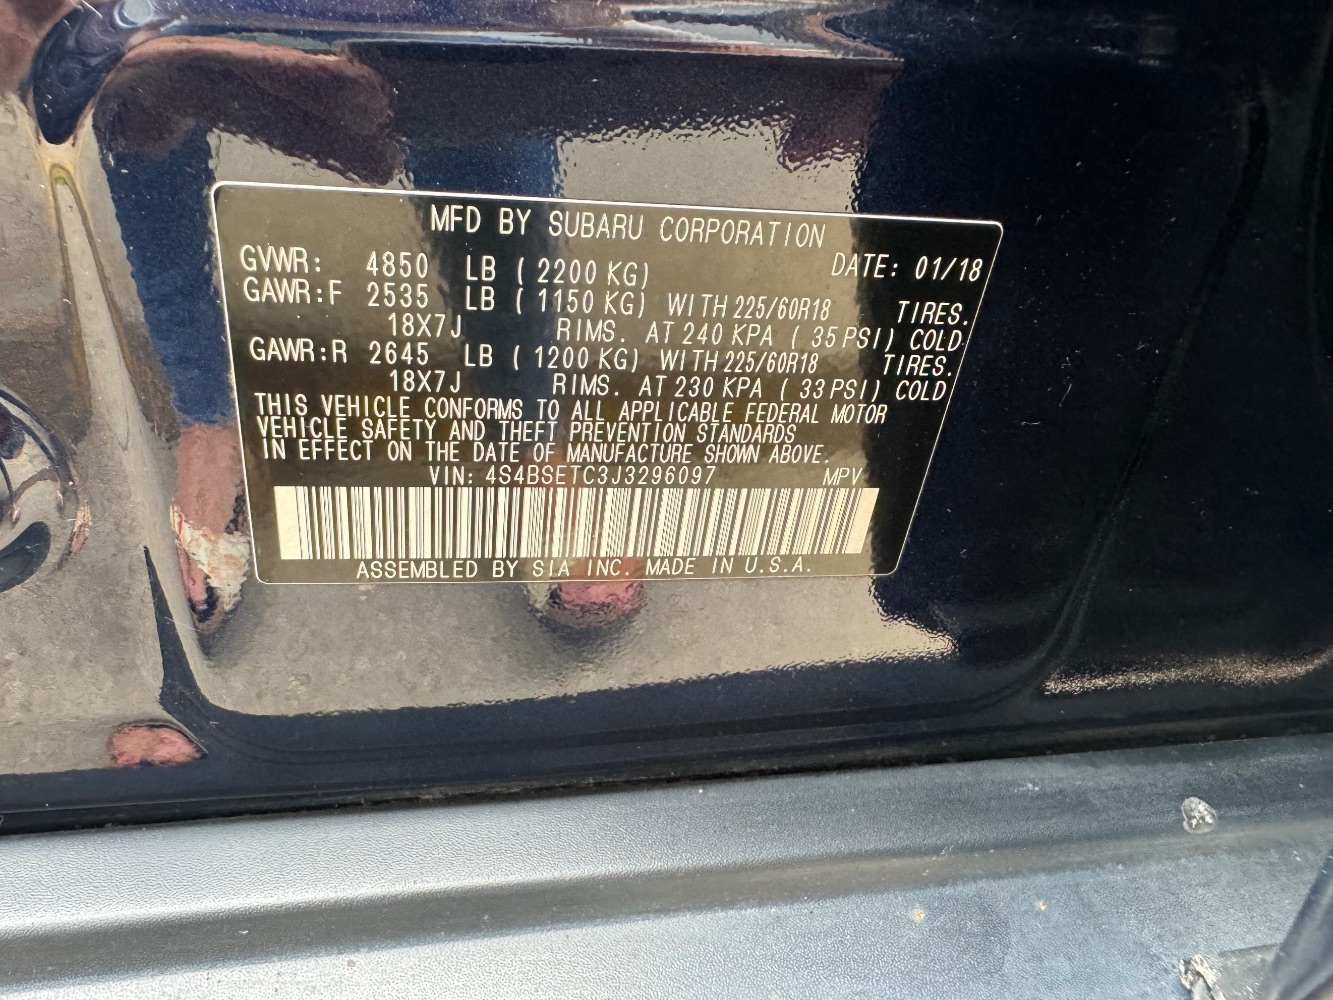 MFD BY SUBARU CORPORATION
GVWR: 4850 LB ( 2200 KG) DATE: 01/18
GAWR:F 2535 LB ( 1150 KG) WITH 225/60R18 TIRES.
18X7J RIMS. AT 240 KPA ( 35 PSI) COLD
GAWR:R 2645 LB ( 1200 KG) WITH 225/60R18 TIRES.
18X7J RIMS. AT 230 KPA ( 33 PSI) COLD
THIS VEHICLE CONFORMS TO ALL APPLICABLE FEDERAL MOTOR
VEHICLE SAFETY AND THEFT PREVENTION STANDARDS
IN EFFECT ON THE DATE OF MANUFACTURE SHOWN ABOVE.
VIN: 4S4BSETC3J3296097 MPV
ASSEMBLED BY SIA INC. MADE IN U.S.A.